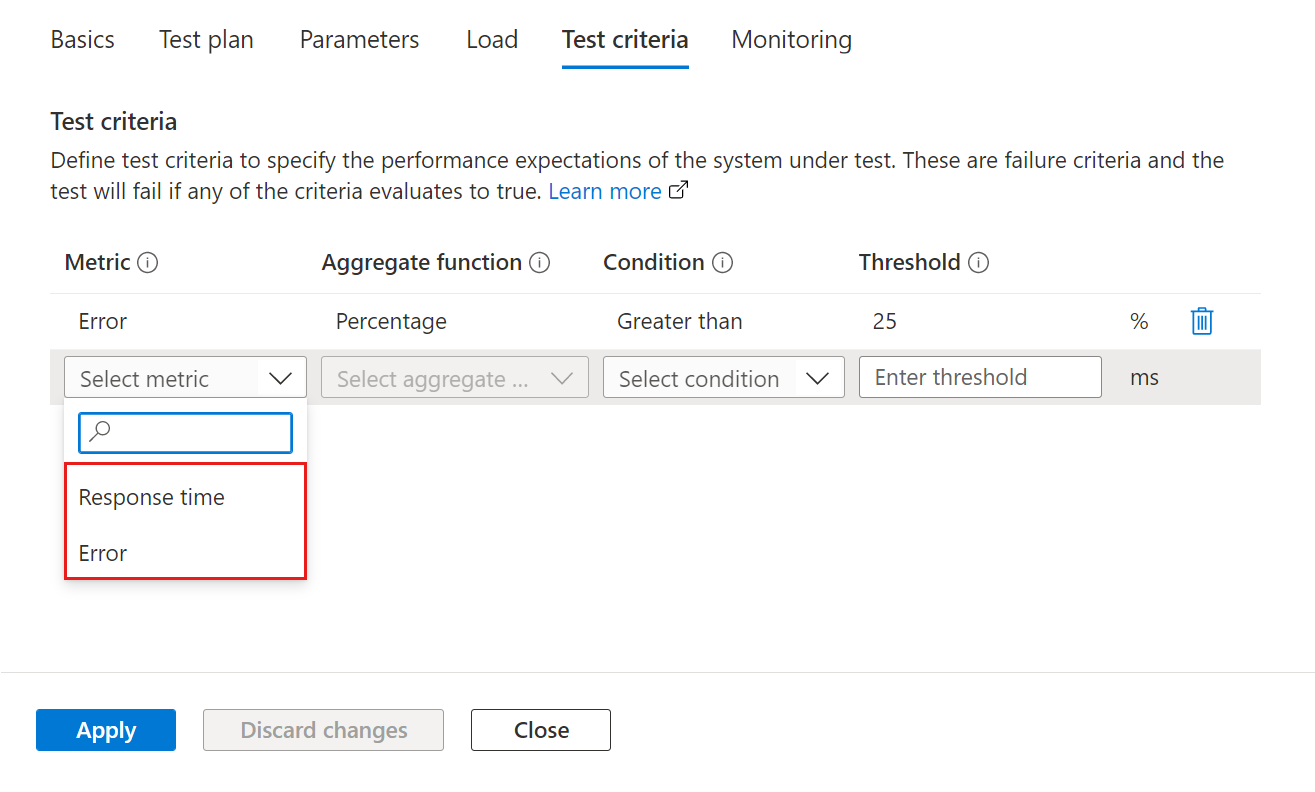 Basics Test plan Parameters Load Test criteria Monitoring
Test criteria
Define test criteria to specify the performance expectations of the system under test. These are failure criteria and the
test will fail if any of the criteria evaluates to true. Learn more
Metric Aggregate function Condition Threshold
Error Percentage Greater than 25 %
Select metric Select aggregate ... Select condition Enter threshold ms
Response time
Error
Apply Discard changes Close